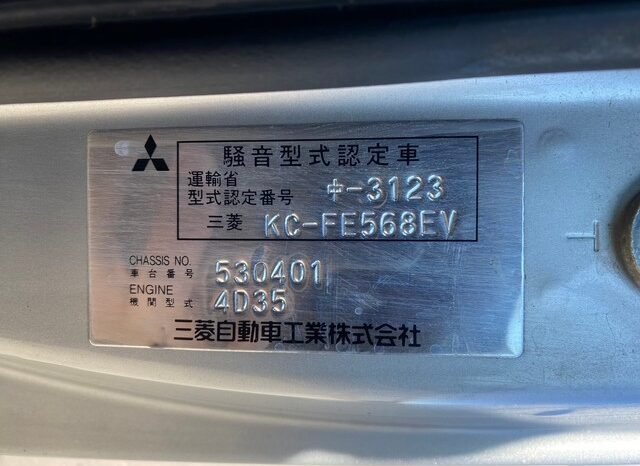 騒音型式認定車
運輸省
型式認定番号 ナ-3123
三菱 KC-FE568EV
CHASSIS NO.
車台番号 530401
ENGINE
機関型式 4D35
三菱自動車工業株式会社